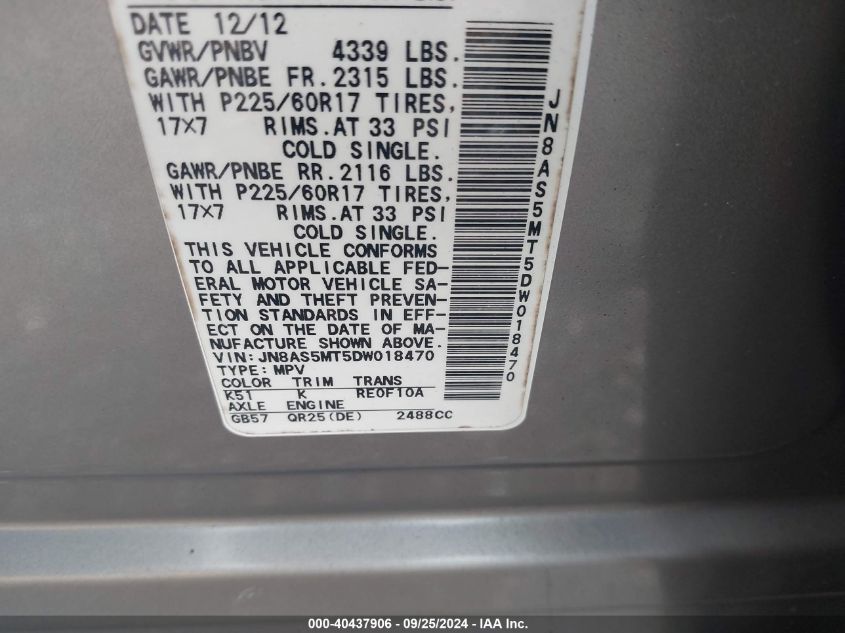 DATE 12/12
GVWR/PNBV 4339 LBS.
GAWR/PNBE FR. 2315 LBS.
WITH P225/60R17 TIRES,
17x7 RIMS. AT 33 PSI
COLD SINGLE.
GAWR/PNBE RR. 2116 LBS.
WITH P225/60R17 TIRES,
17x7 RIMS. AT 33 PSI
COLD SINGLE.
THIS VEHICLE CONFORMS
TO ALL APPLICABLE FED-
ERAL MOTOR VEHICLE SA-
FETY AND THEFT PREVEN-
TION STANDARDS IN EFF-
ECT ON THE DATE OF MA-
NUFACTURE SHOWN ABOVE.
VIN: JN8AS5MT5DW018470
TYPE: MPV
COLOR TRIM TRANS
K51 K RE0F10A
AXLE ENGINE
GB57 QR25(DE) 2488CC
JN8AS5MT5DW018470
000-40437906 - 09/25/2024 - IAA Inc.